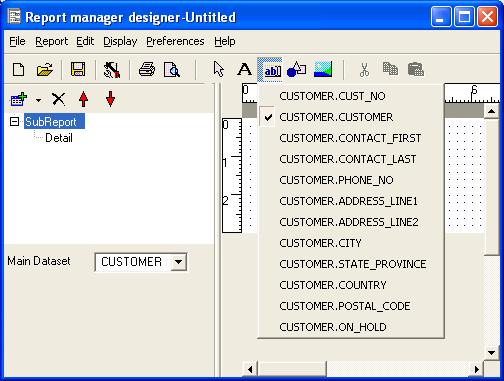 Report manager designer-Untitled
File Report Edit Display Preferences Help
A ab
0 6
CUSTOMER.CUST_NO
CUSTOMER.CUSTOMER
CUSTOMER.CONTACT_FIRST
CUSTOMER.CONTACT_LAST
CUSTOMER.PHONE_NO
CUSTOMER.ADDRESS_LINE1
CUSTOMER.ADDRESS_LINE2
CUSTOMER.CITY
CUSTOMER.STATE_PROVINCE
CUSTOMER.COUNTRY
CUSTOMER.POSTAL_CODE
CUSTOMER.ON_HOLD
SubReport
Detail
0
1
2
Main Dataset CUSTOMER